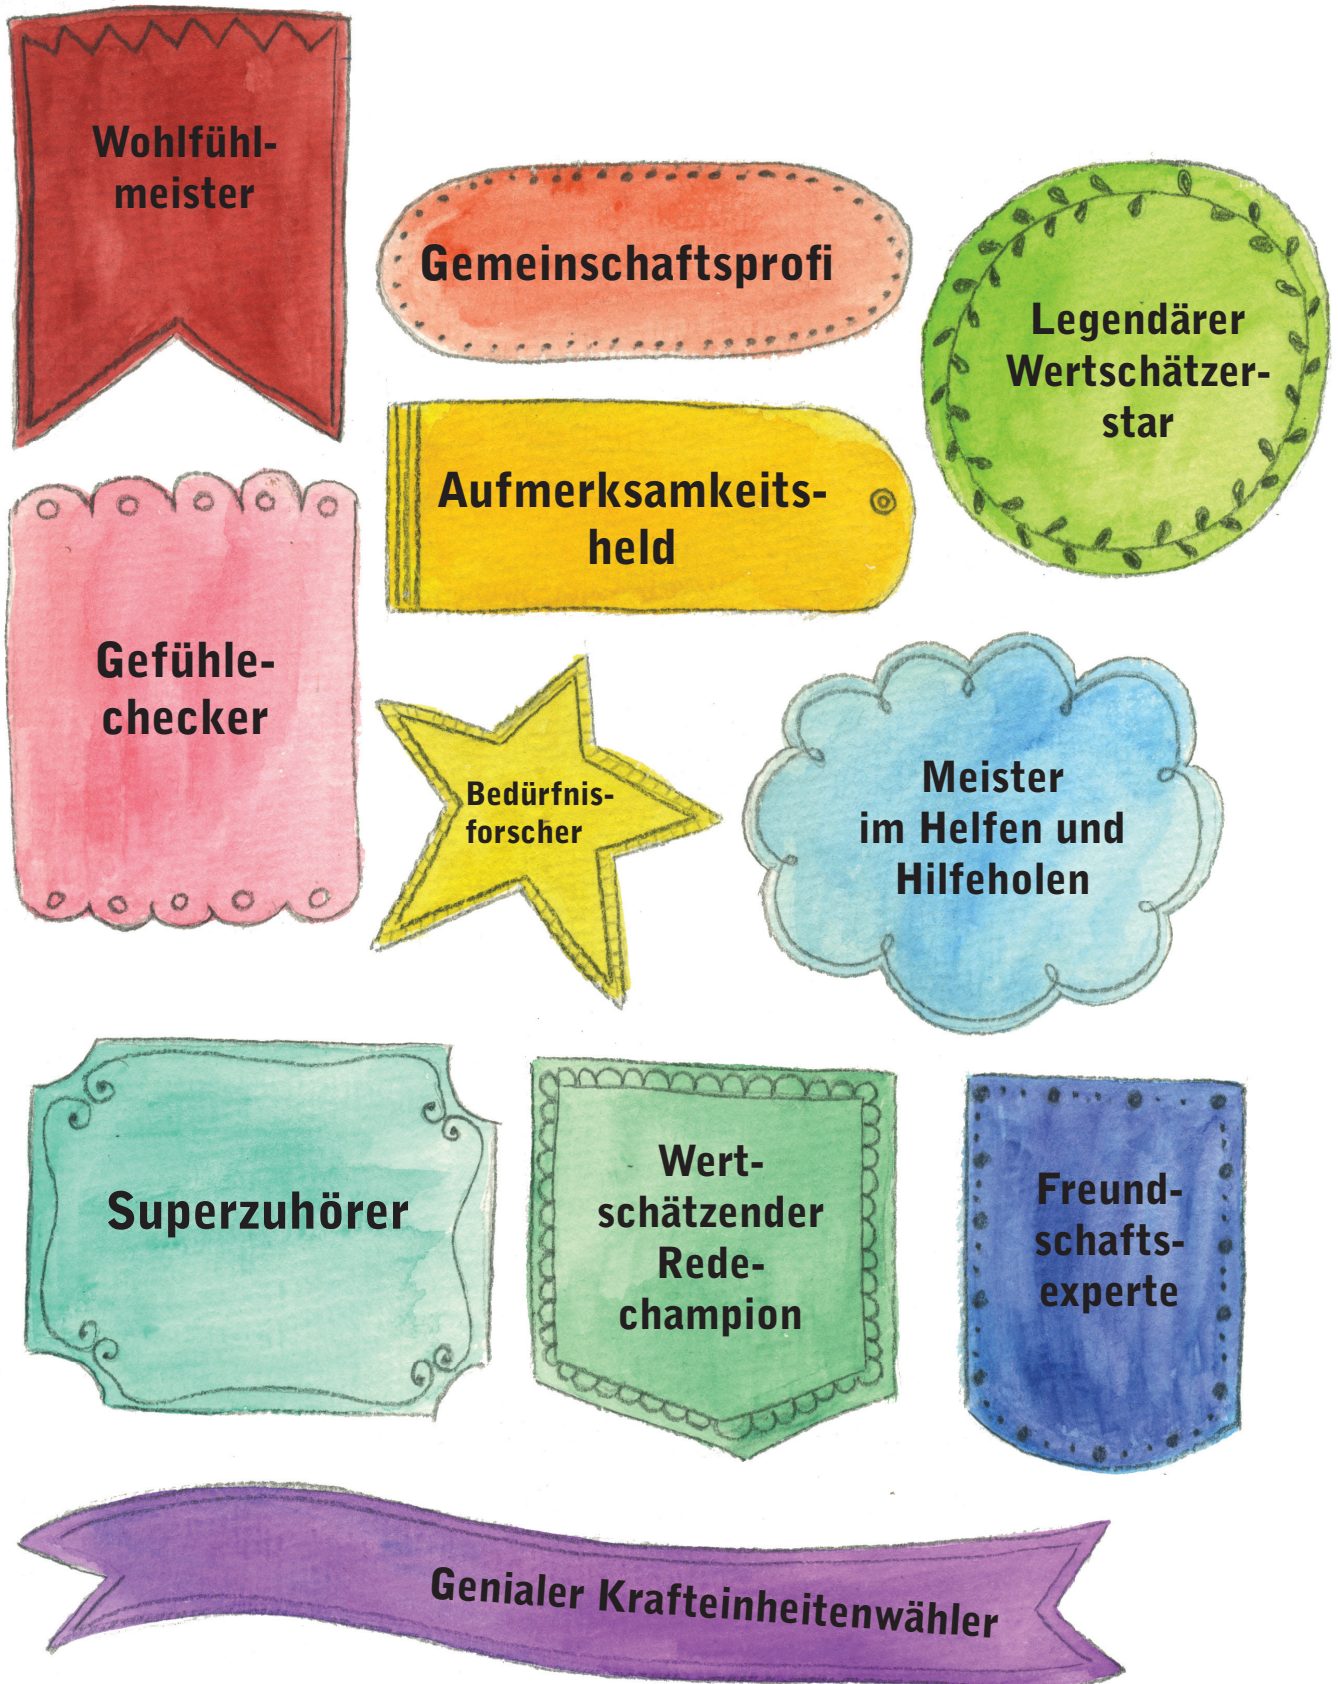 Wohlfühl-
meister
Gemeinschaftsprofi
Legendärer
Wertschätzer-
star
Aufmerksamkeits-
held
Gefühle-
checker
Bedürfnis-
forscher
Meister
im Helfen und
Hilfeholen
Superzuhörer
Wert-
schätzender
Rede-
champion
Freund-
schafts-
experte
Genialer Krafteinheitenwähler